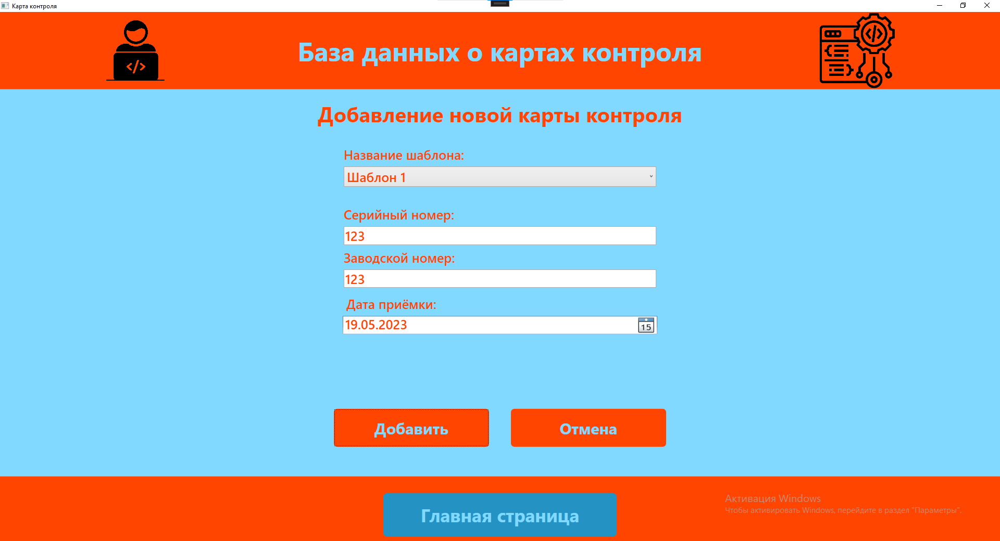 Карта контроля
База данных о картах контроля
</>
</>
Добавление новой карты контроля
Название шаблона:
Шаблон 1
Серийный номер:
123
Заводской номер:
123
Дата приёмки:
19.05.2023
15
Добавить
Отмена
Главная страница
Активация Windows
Чтобы активировать Windows, перейдите в раздел "Параметры".